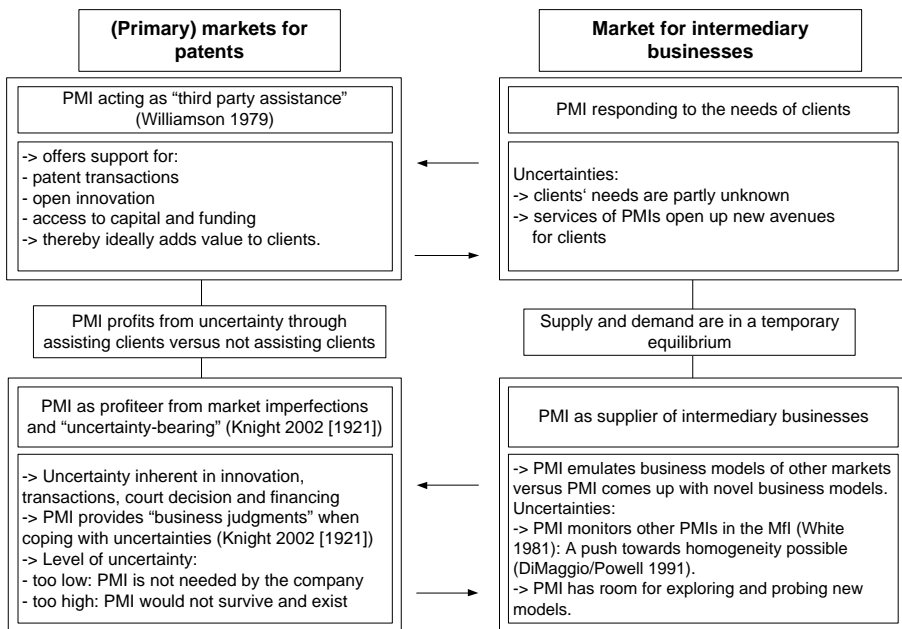 (Primary) markets for
patents
PMI acting as “third party assistance”
(Williamson 1979)
-> offers support for:
- patent transactions
- open innovation
- access to capital and funding
-> thereby ideally adds value to clients.
PMI profits from uncertainty through
assisting clients versus not assisting clients
PMI as profiteer from market imperfections
and “uncertainty-bearing” (Knight 2002 [1921])
-> Uncertainty inherent in innovation,
transactions, court decision and financing
-> PMI provides “business judgments” when
coping with uncertainties (Knight 2002 [1921])
-> Level of uncertainty:
- too low: PMI is not needed by the company
- too high: PMI would not survive and exist
Market for intermediary
businesses
PMI responding to the needs of clients
Uncertainties:
-> clients‘ needs are partly unknown
-> services of PMIs open up new avenues
for clients
Supply and demand are in a temporary
equilibrium
PMI as supplier of intermediary businesses
-> PMI emulates business models of other markets
versus PMI comes up with novel business models.
Uncertainties:
-> PMI monitors other PMIs in the MfI (White
1981): A push towards homogeneity possible
(DiMaggio/Powell 1991).
-> PMI has room for exploring and probing new
models.